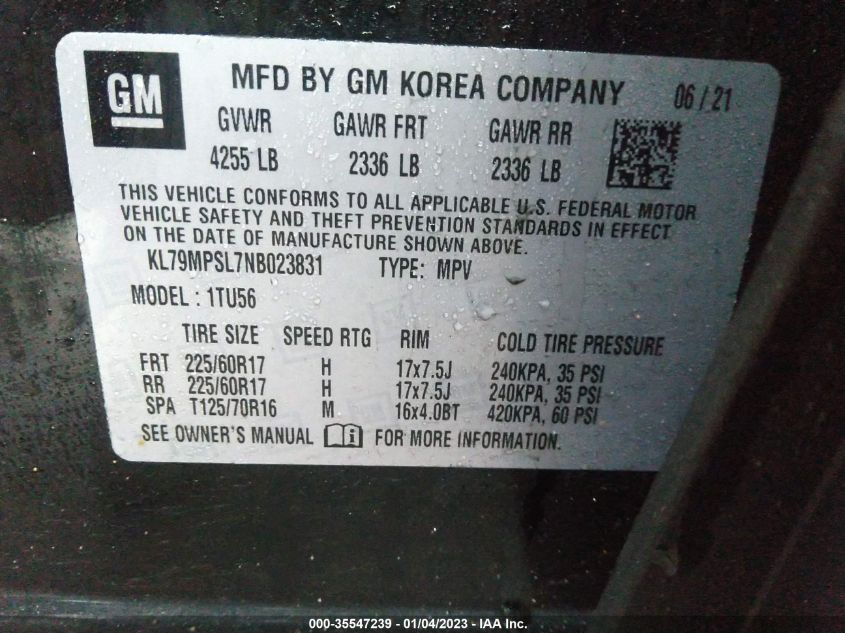 GM
MFD BY GM KOREA COMPANY 06 / 21
GVWR GAWR FRT GAWR RR
4255 LB 2336 LB 2336 LB
THIS VEHICLE CONFORMS TO ALL APPLICABLE U.S. FEDERAL MOTOR
VEHICLE SAFETY AND THEFT PREVENTION STANDARDS IN EFFECT
ON THE DATE OF MANUFACTURE SHOWN ABOVE.
KL79MPSL7NB023831 TYPE: MPV
MODEL : 1TU56
TIRE SIZE SPEED RTG RIM COLD TIRE PRESSURE
FRT 225/60R17 H 17x7.5J 240KPA, 35 PSI
RR 225/60R17 H 17x7.5J 240KPA, 35 PSI
SPA T125/70R16 M 16x4.0BT 420KPA, 60 PSI
SEE OWNER'S MANUAL i FOR MORE INFORMATION.
000-35547239 - 01/04/2023 - IAA Inc.